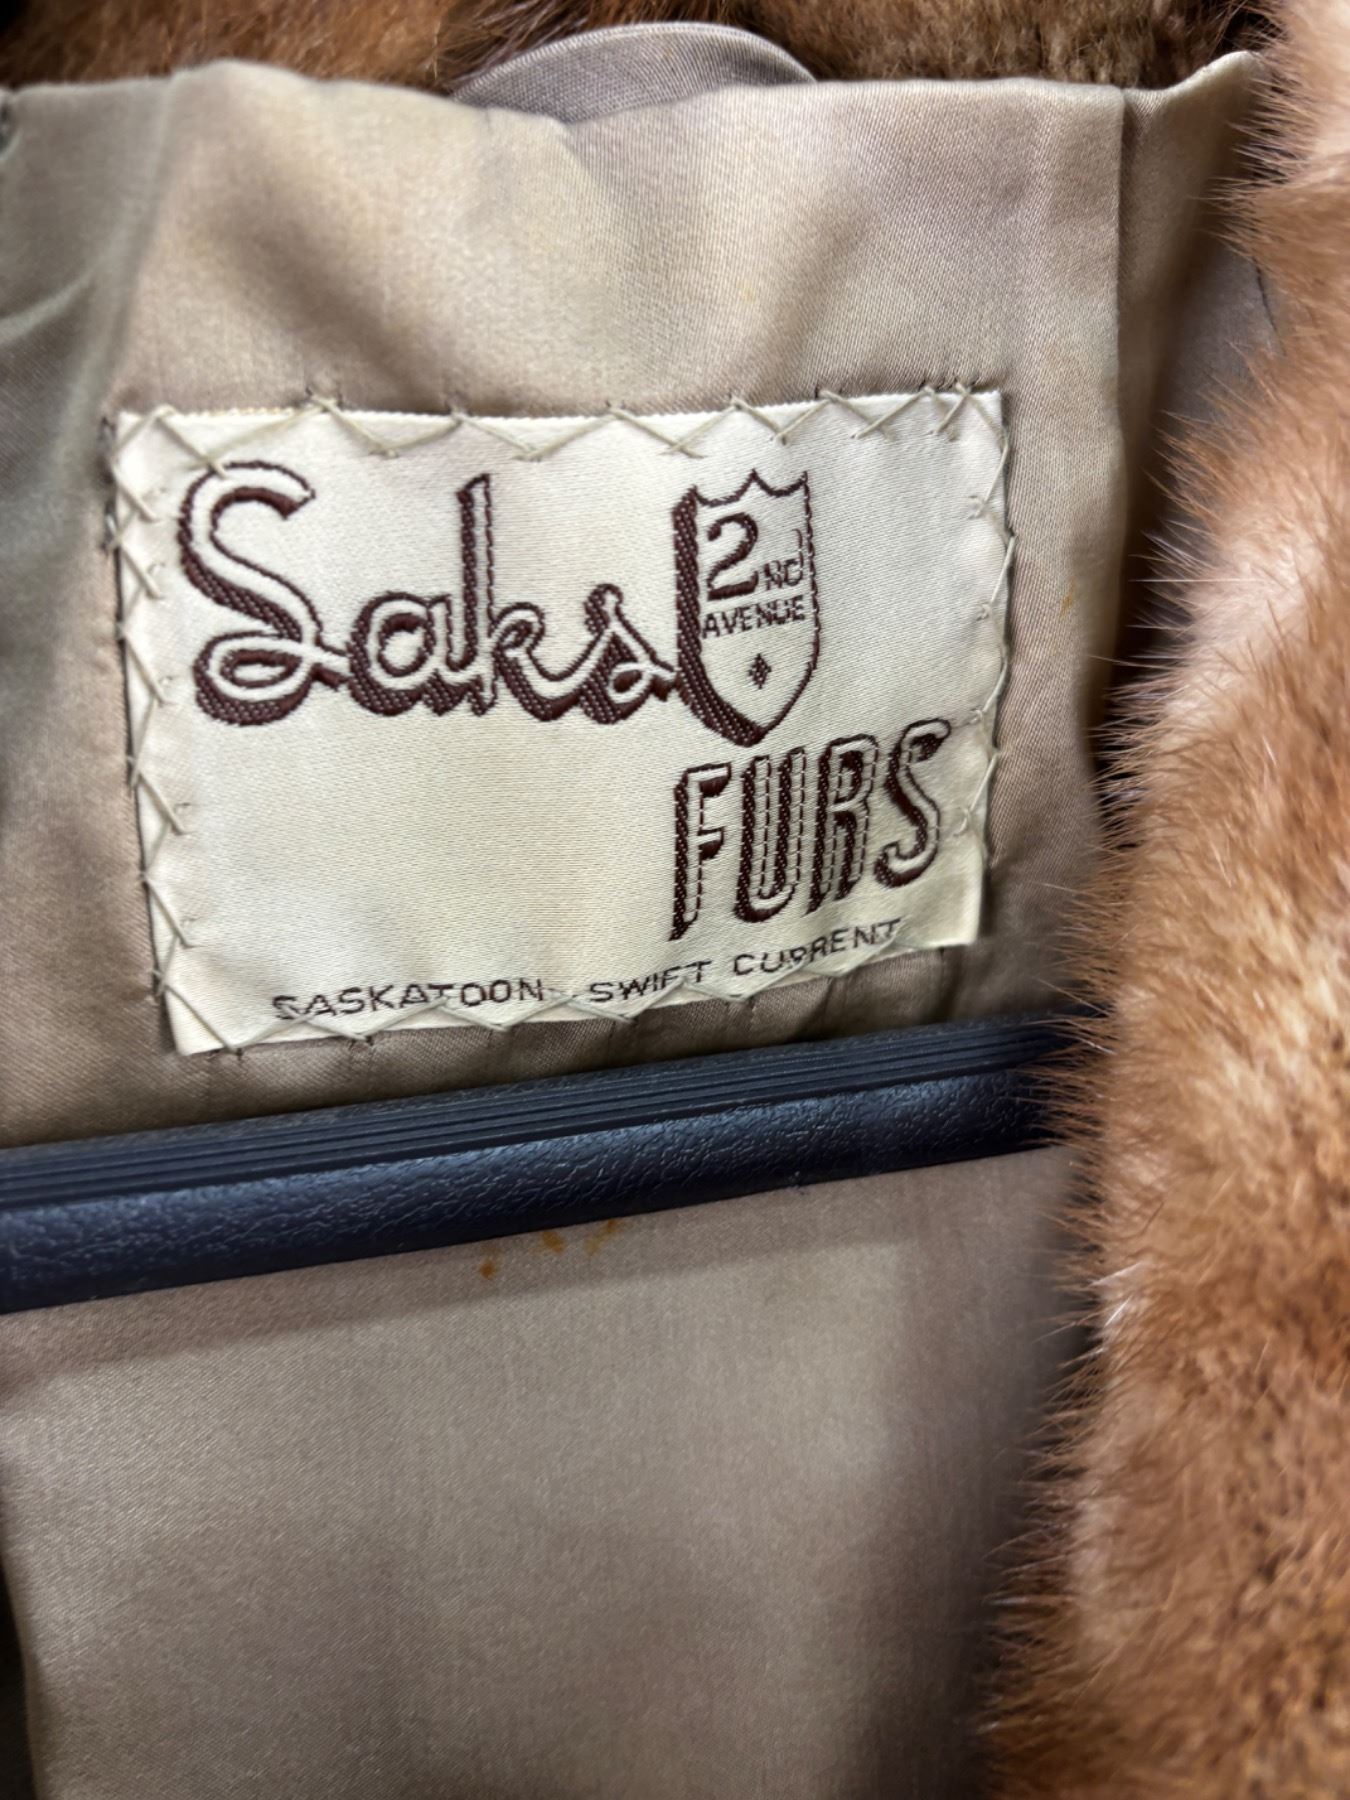 Saks 2ND
AVENUE
FURS
SASKATOON - SWIFT CURRENT